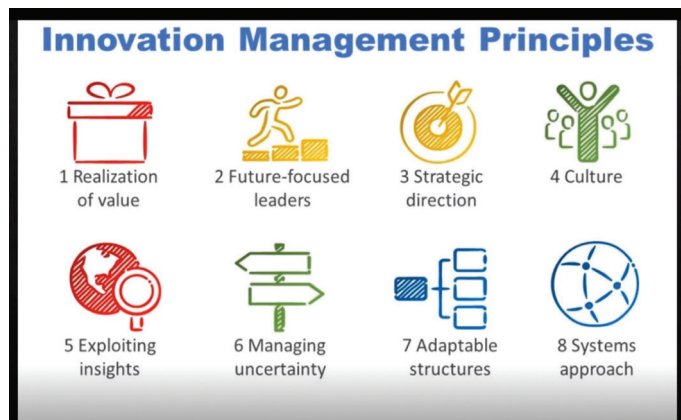 Innovation Management Principles
1 Realization
of value
2 Future-focused
leaders
3 Strategic
direction
4 Culture
5 Exploiting
insights
6 Managing
uncertainty
7 Adaptable
structures
8 Systems
approach